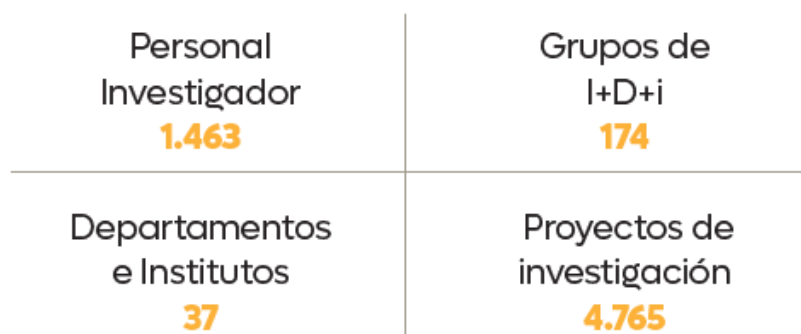 Personal
Investigador
1.463
Grupos de
I+D+i
174
Departamentos
e Institutos
37
Proyectos de
investigación
4.765